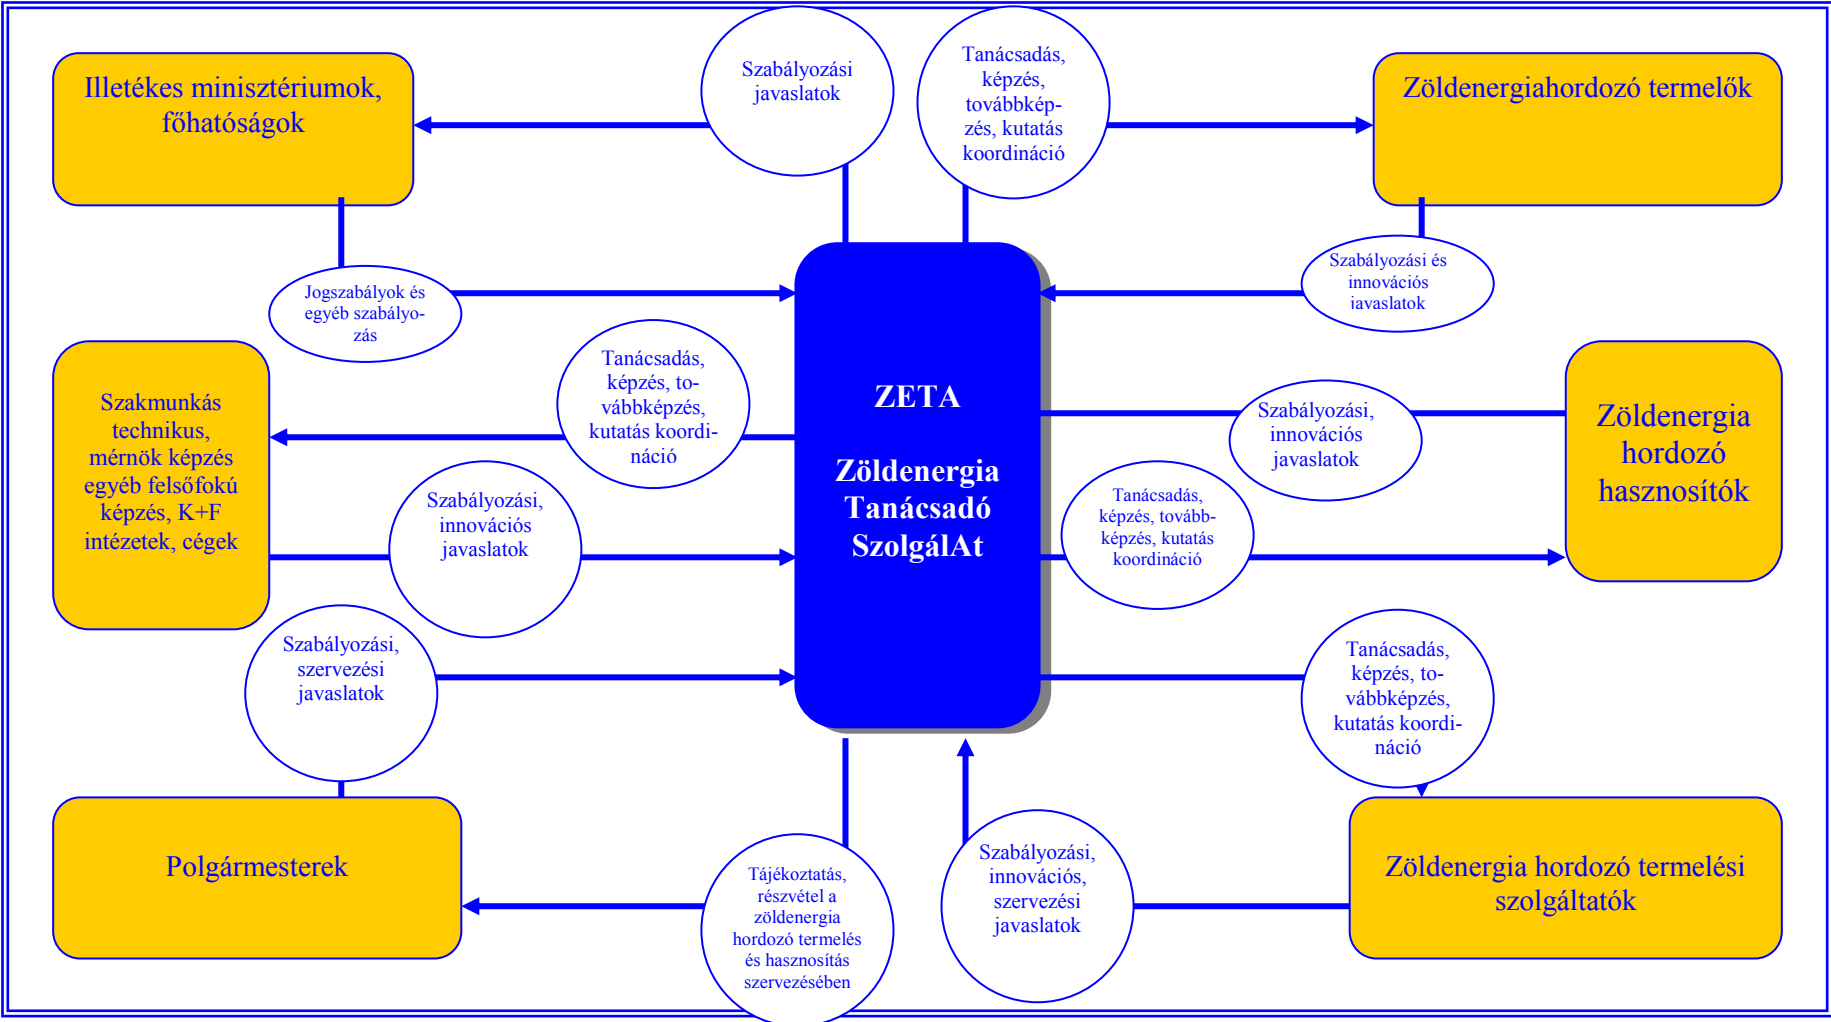 Illetékes minisztériumok,
főhatóságok
Szabályozási
javaslatok
Tanácsadás,
képzés,
továbbkép-
zés, kutatás
koordináció
Zöldenergiahordozó termelők
Jogszabályok és
egyéb szabályo-
zás
Szabályozási és
innovációs
javaslatok
Szakmunkás
technikus,
mérnök képzés
egyéb felsőfokú
képzés, K+F
intézetek, cégek
Tanácsadás,
képzés, to-
vábbképzés,
kutatás koordi-
náció
Szabályozási,
innovációs
javaslatok
ZETA
Zöldenergia
Tanácsadó
SzolgálAt
Szabályozási,
innovációs
javaslatok
Tanácsadás,
képzés, tovább-
képzés, kutatás
koordináció
Zöldenergia
hordozó
hasznosítók
Szabályozási,
szervezési
javaslatok
Tanácsadás,
képzés, to-
vábbképzés,
kutatás koordi-
náció
Polgármesterek
Tájékoztatás,
részvétel a
zöldenergia
hordozó termelés
és hasznosítás
szervezésében
Szabályozási,
innovációs,
szervezési
javaslatok
Zöldenergia hordozó termelési
szolgáltatók